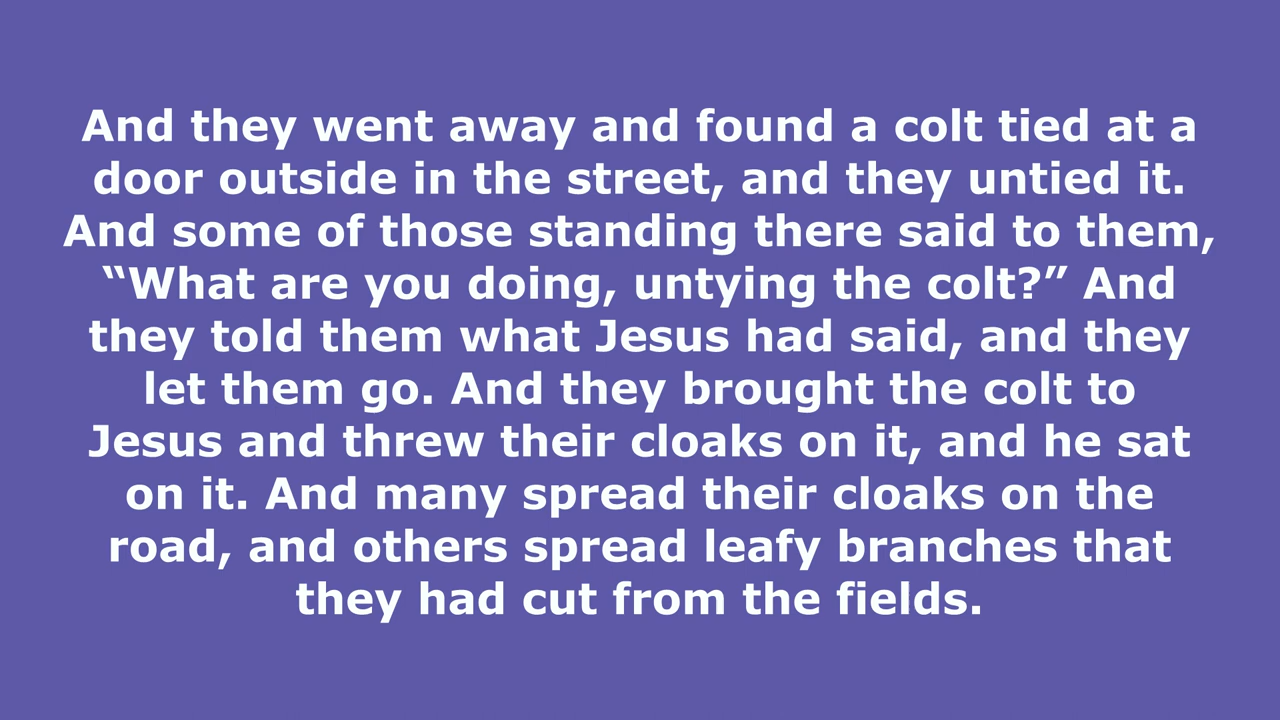 And they went away and found a colt tied at a
door outside in the street, and they untied it.
And some of those standing there said to them,
“What are you doing, untying the colt?” And
they told them what Jesus had said, and they
let them go. And they brought the colt to
Jesus and threw their cloaks on it, and he sat
on it. And many spread their cloaks on the
road, and others spread leafy branches that
they had cut from the fields.